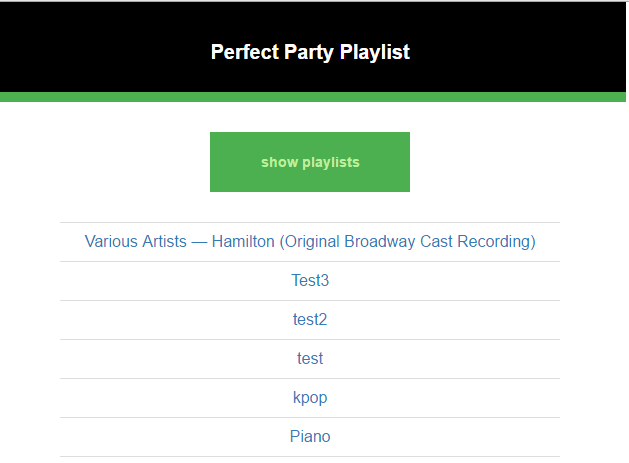 Perfect Party Playlist
show playlists
Various Artists — Hamilton (Original Broadway Cast Recording)
Test3
test2
test
kpop
Piano